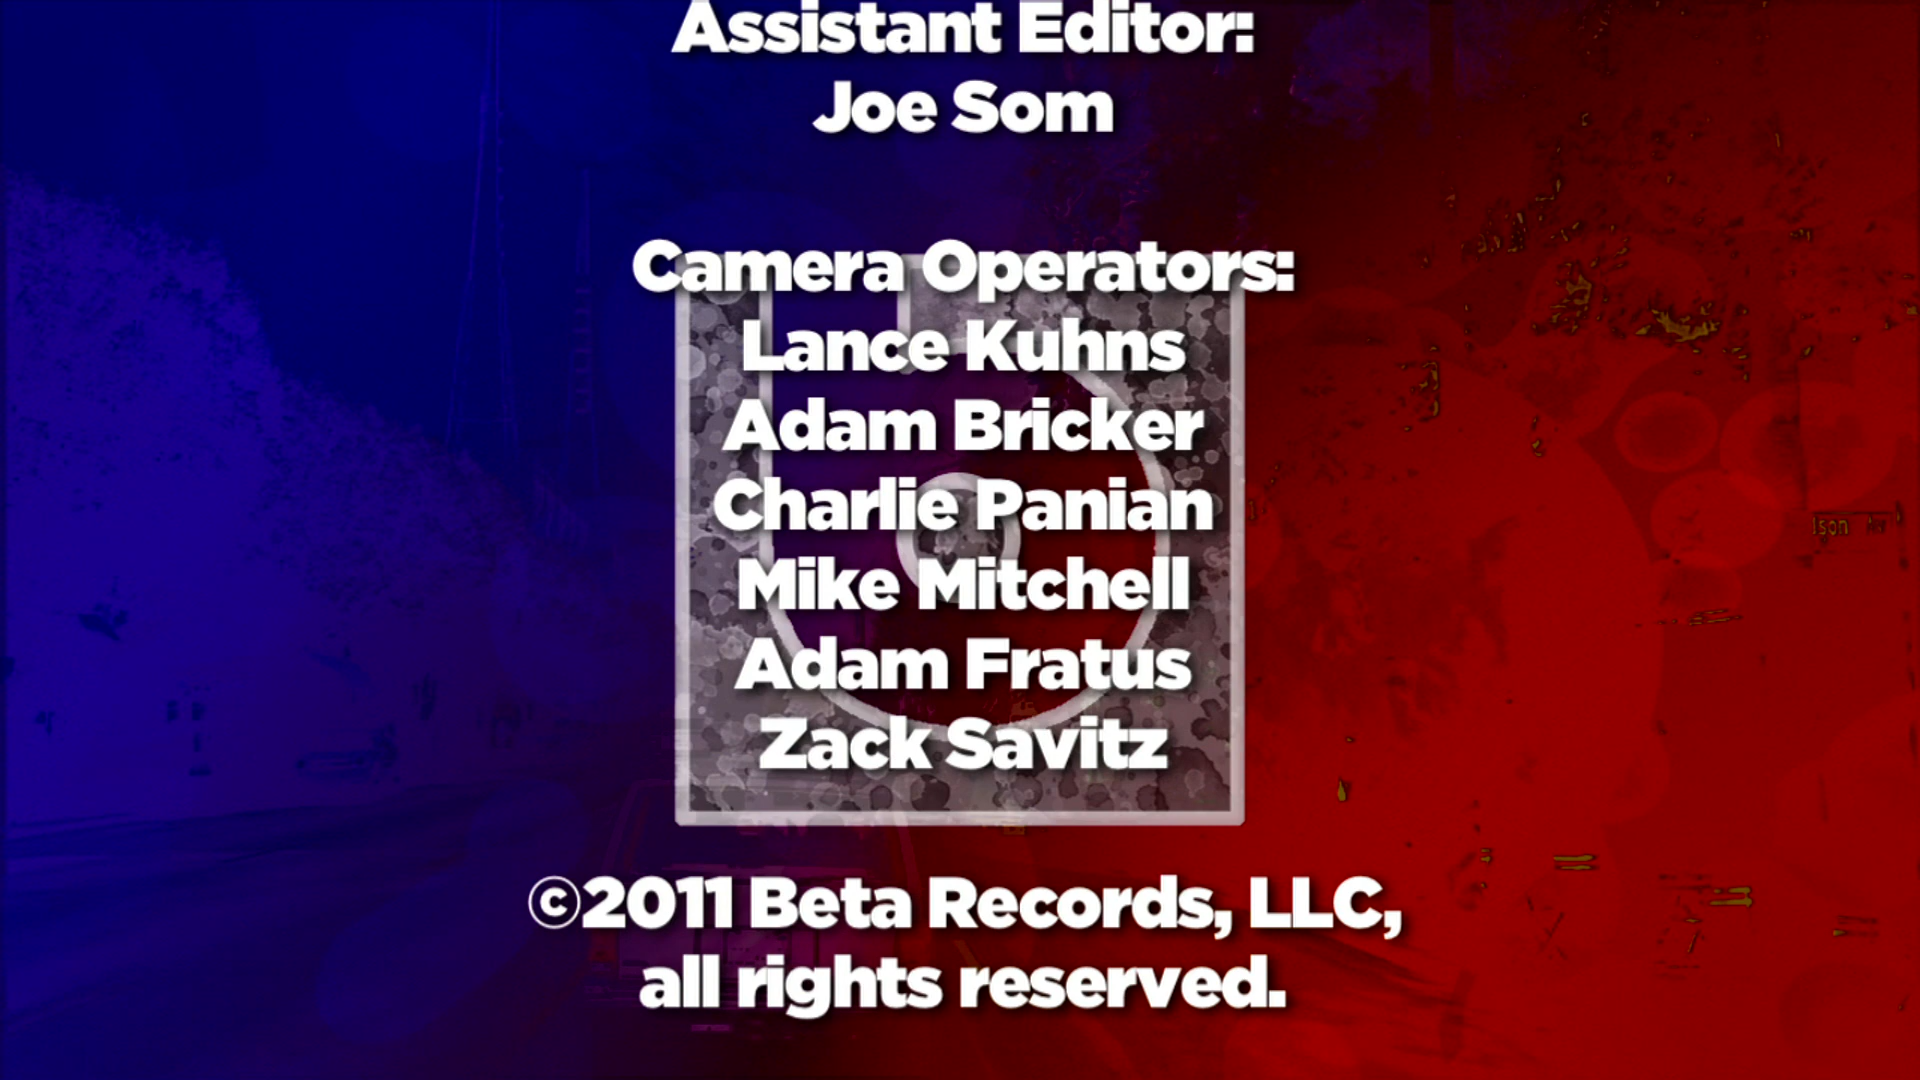 Assistant Editor:
Joe Som
Camera Operators:
Lance Kuhns
Adam Bricker
Charlie Panian
Mike Mitchell
Adam Fratus
Zack Savitz
©2011 Beta Records, LLC,
all rights reserved.